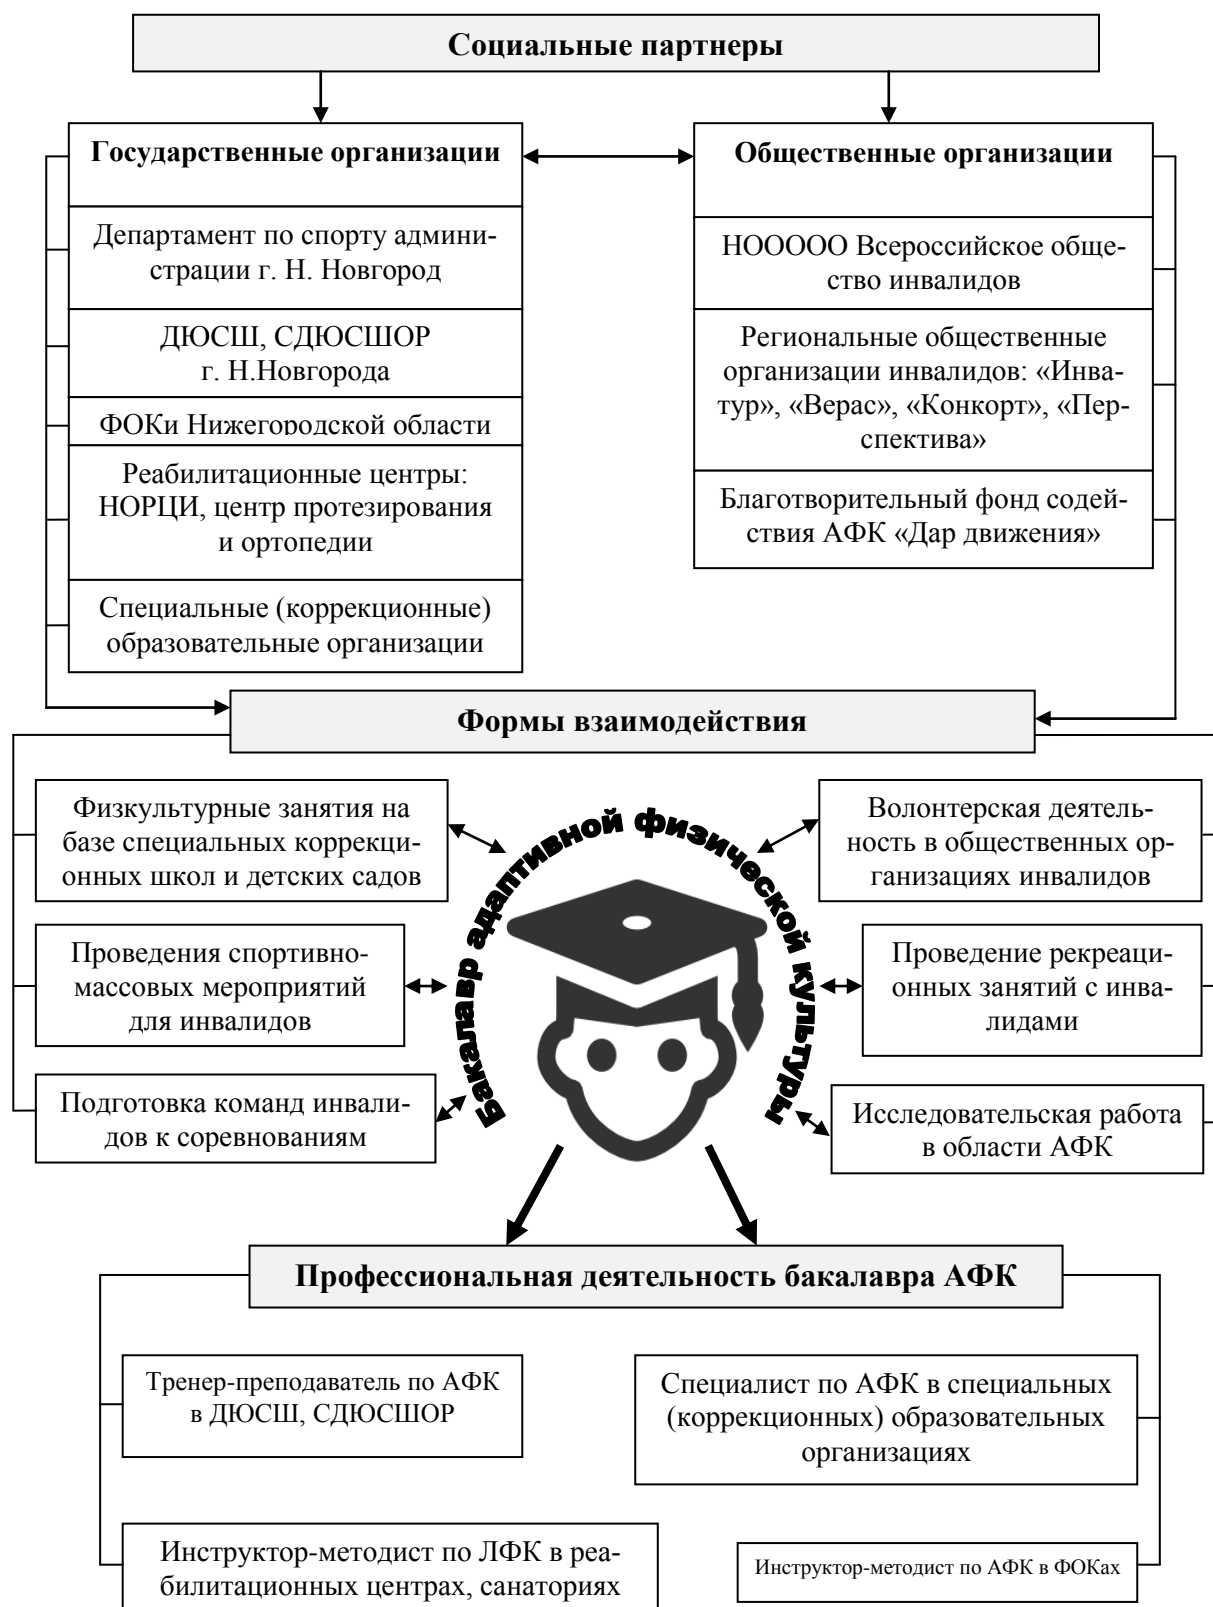 Социальные партнеры
Государственные организации
Департамент по спорту админи-
страции г. Н. Новгород
ДЮСШ, СДЮСШОР
г. Н.Новгорода
ФОКи Нижегородской области
Реабилитационные центры:
НОРЦИ, центр протезирования
и ортопедии
Специальные (коррекционные)
образовательные организации
Общественные организации
НООООО Всероссийское обще-
ство инвалидов
Региональные общественные
организации инвалидов: «Инва-
тур», «Верас», «Конкорт», «Пер-
спектива»
Благотворительный фонд содей-
ствия АФК «Дар движения»
Формы взаимодействия
Физкультурные занятия на
базе специальных коррекци-
онных школ и детских садов
Проведения спортивно-
массовых мероприятий
для инвалидов
Подготовка команд инвали-
дов к соревнованиям
Бакалавр адаптивной физической культуры
Волонтерская деятель-
ность в общественных ор-
ганизациях инвалидов
Проведение рекреаци-
онных занятий с инва-
лидами
Исследовательская работа
в области АФК
Профессиональная деятельность бакалавра АФК
Тренер-преподаватель по АФК
в ДЮСШ, СДЮСШОР
Специалист по АФК в специальных
(коррекционных) образовательных
организациях
Инструктор-методист по ЛФК в реа-
билитационных центрах, санаториях
Инструктор-методист по АФК в ФОКах